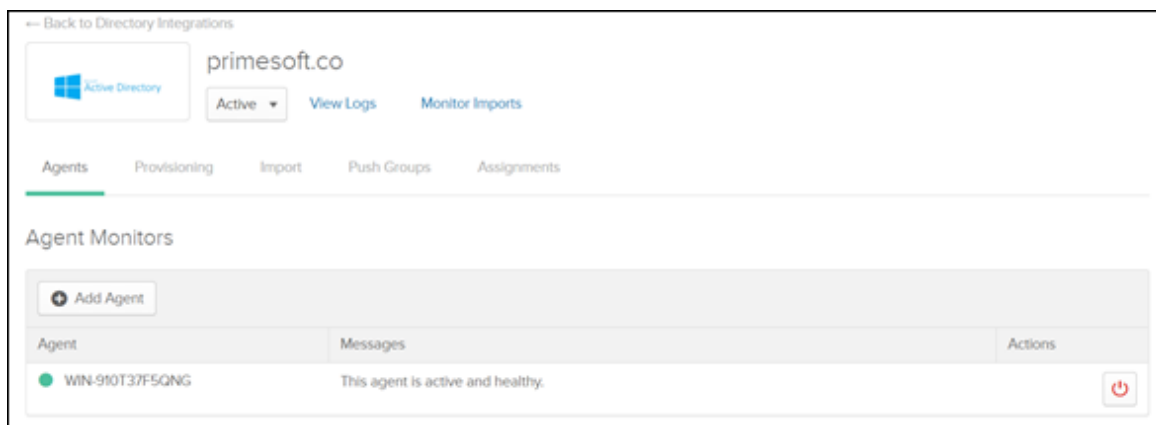 ← Back to Directory Integrations
primesoft.co
Active Directory
Active View Logs Monitor Imports
Agents Provisioning Import Push Groups Assignments
Agent Monitors
Add Agent
Agent Messages Actions
WIN-910T37F5QNG This agent is active and healthy.